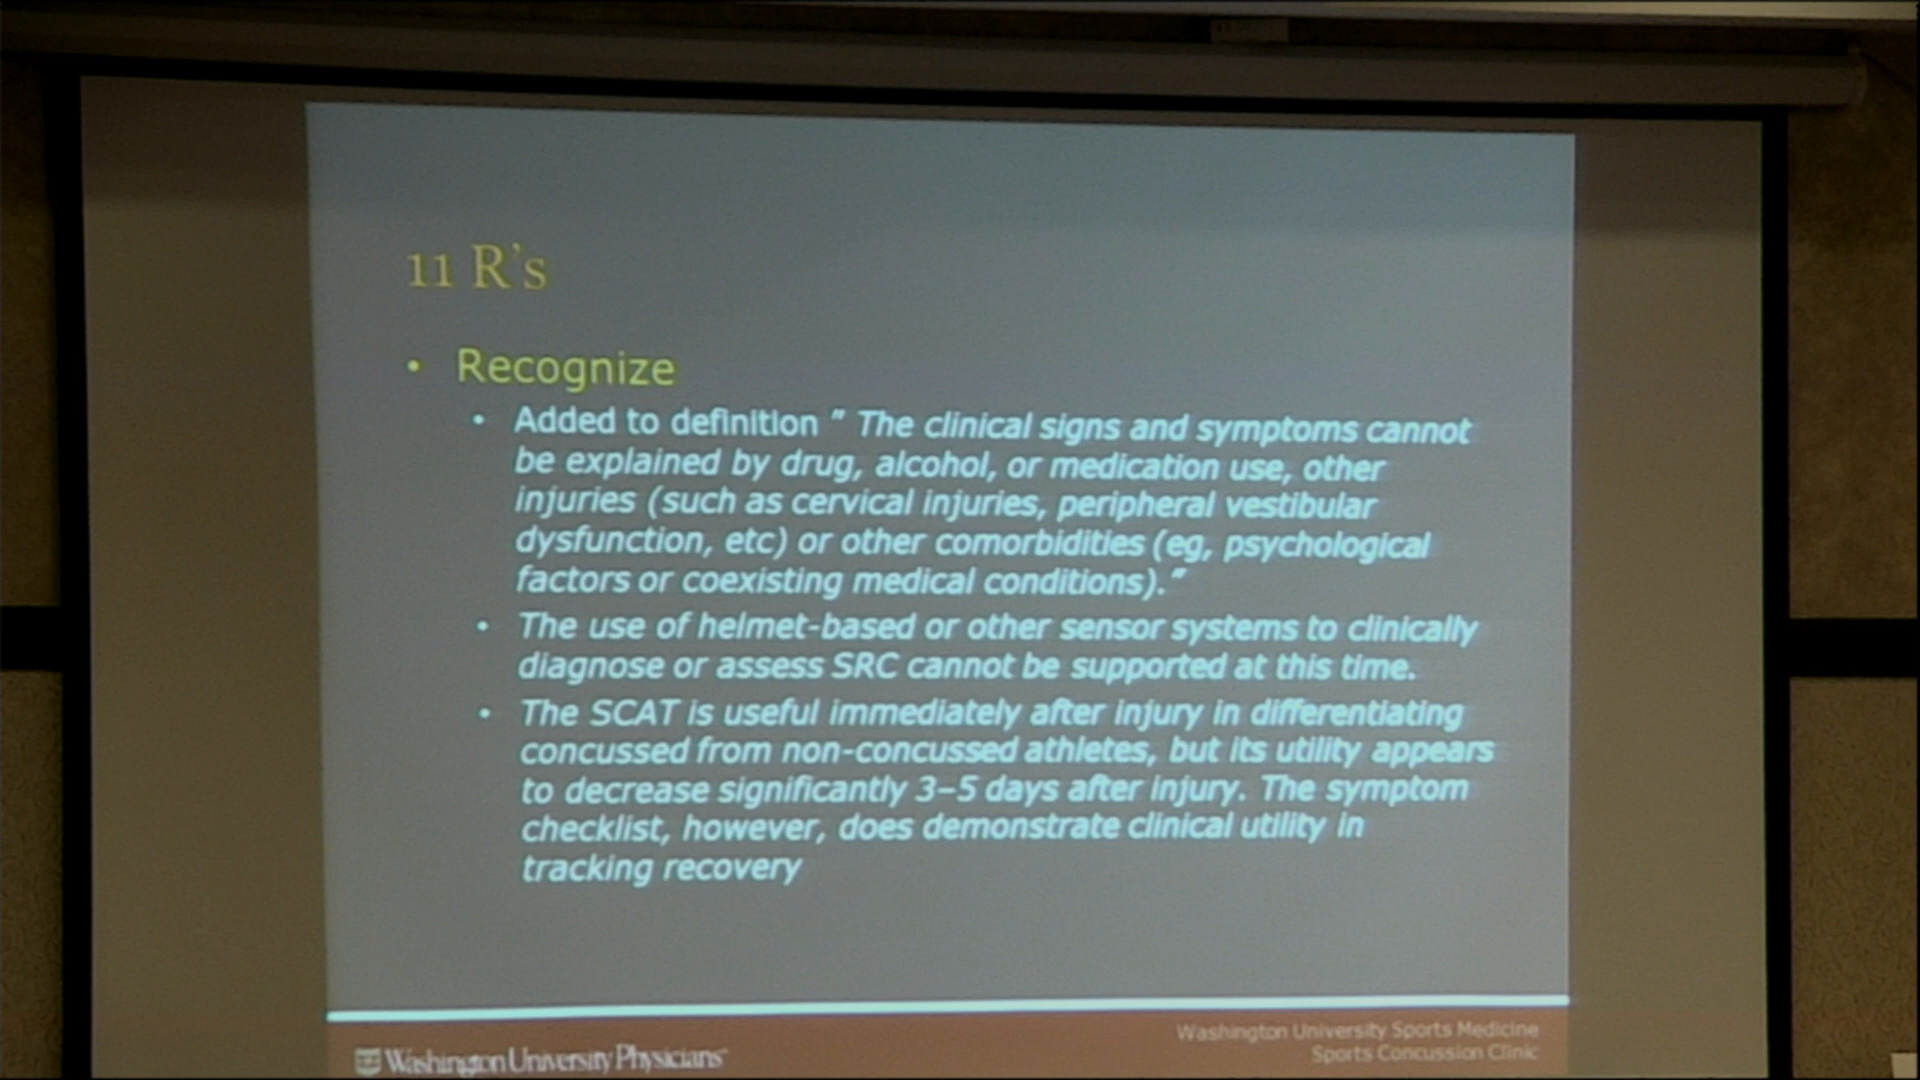 11 R's
• Recognize
• Added to definition " The clinical signs and symptoms cannot
be explained by drug, alcohol, or medication use, other
injuries (such as cervical injuries, peripheral vestibular
dysfunction, etc) or other comorbidities (eg, psychological
factors or coexisting medical conditions)."
• The use of helmet-based or other sensor systems to clinically
diagnose or assess SRC cannot be supported at this time.
• The SCAT is useful immediately after injury in differentiating
concussed from non-concussed athletes, but its utility appears
to decrease significantly 3–5 days after injury. The symptom
checklist, however, does demonstrate clinical utility in
tracking recovery
Washington University Physicians
Washington University Sports Medicine
Sports Concussion Clinic